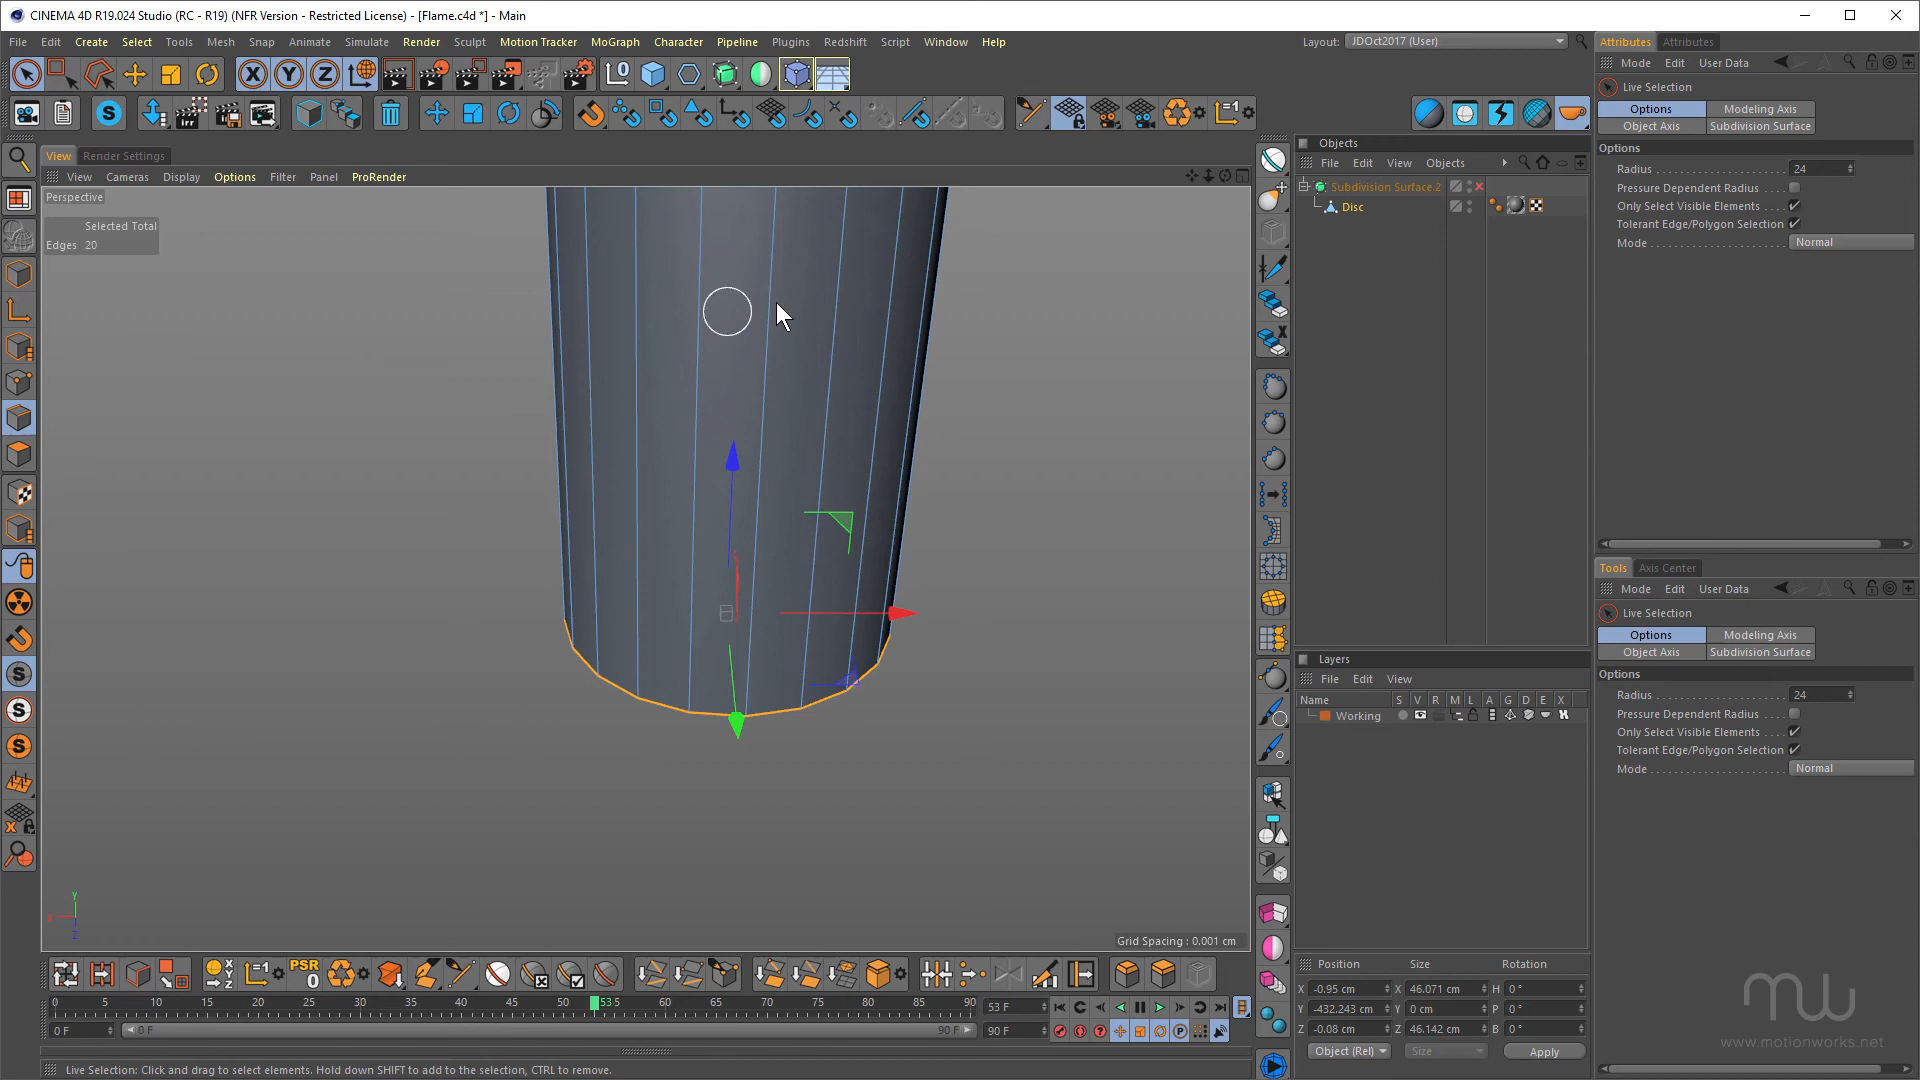 CINEMA 4D R19.024 Studio (RC - R19) (NFR Version - Restricted License) - [Flame.c4d *] - Main
File Edit Create Select Tools Mesh Snap Animate Simulate Render Sculpt Motion Tracker MoGraph Character Pipeline Plugins Redshift Script Window Help
Layout: JDOct2017 (User)
Attributes Attributes
Mode Edit User Data
Live Selection
Options Modeling Axis
Object Axis Subdivision Surface
Options
Radius 24
Pressure Dependent Radius
Only Select Visible Elements
Tolerant Edge/Polygon Selection
Mode Normal
View Render Settings
View Cameras Display Options Filter Panel ProRender
Perspective
Selected Total
Edges 20
Objects
File Edit View Objects
Subdivision Surface.2
Disc
Layers
File Edit View
Name S V R M L A G D E X
Working
Tools Axis Center
Mode Edit User Data
Live Selection
Options Modeling Axis
Object Axis Subdivision Surface
Options
Radius 24
Pressure Dependent Radius
Only Select Visible Elements
Tolerant Edge/Polygon Selection
Mode Normal
Y
Z
Grid Spacing : 0.001 cm
PSR
0
0 5 10 15 20 25 30 35 40 45 50 53.5 60 65 70 75 80 85 90 53 F
0 F 0 F 90 F 90 F
Position Size Rotation
X -0.95 cm X 46.071 cm H 0 °
Y -432.243 cm Y 0 cm P 0 °
Z -0.08 cm Z 46.142 cm B 0 °
Object (Rel) Size Apply
Live Selection: Click and drag to select elements. Hold down SHIFT to add to the selection, CTRL to remove.
mw
www.motionworks.net